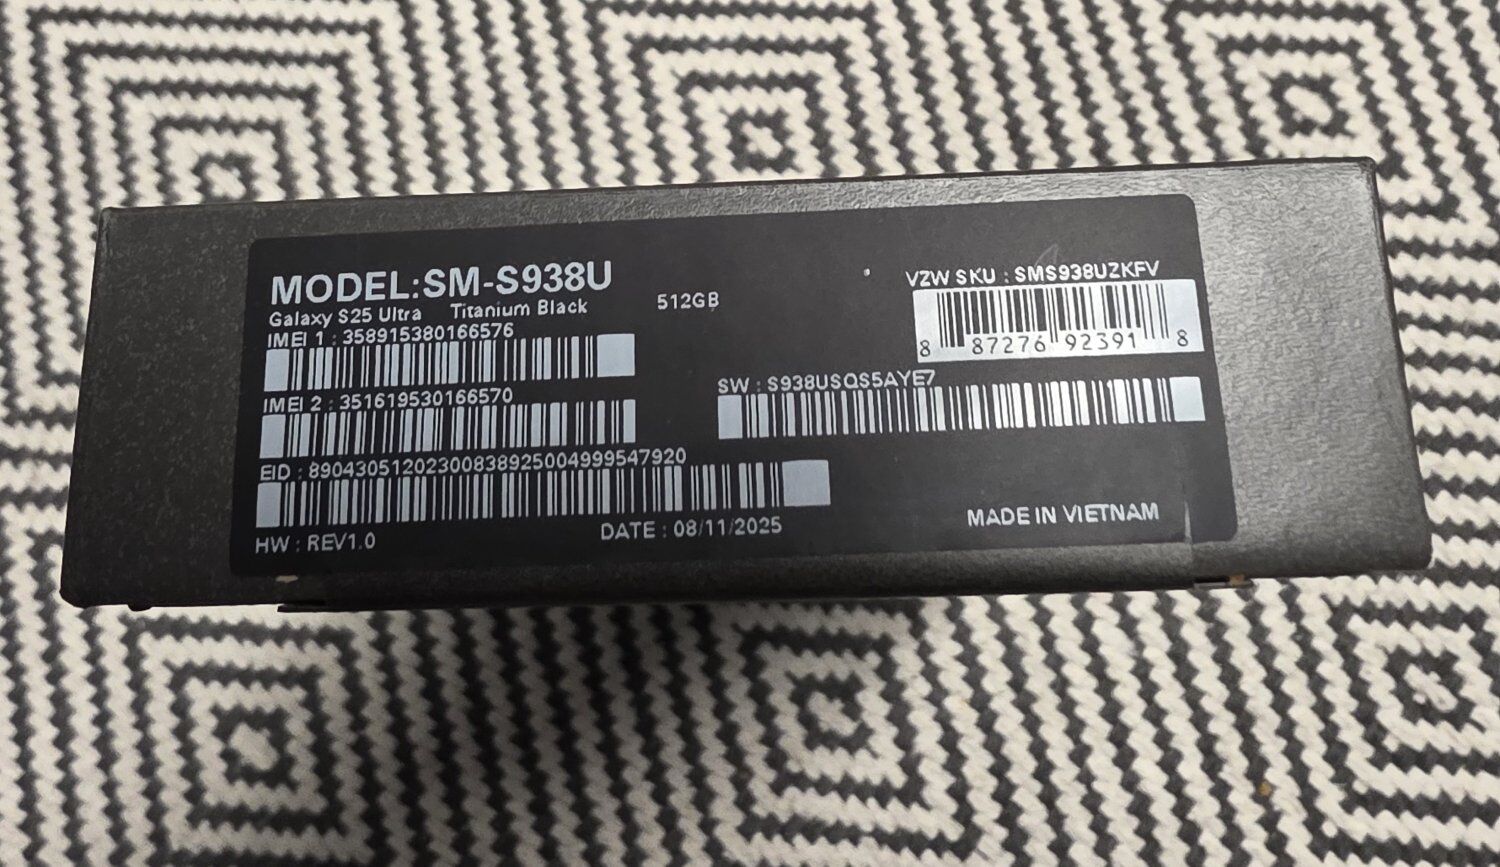 MODEL:SM-S938U
Galaxy S25 Ultra Titanium Black 512GB
IMEI 1 : 358915380166576
IMEI 2 : 351619530166570
EID : 89043051202300838925004999547920
HW : REV1.0
DATE : 08/11/2025
VZW SKU : SMS938UZKFV
8 87276 92391 8
SW : S938USQS5AYE7
MADE IN VIETNAM